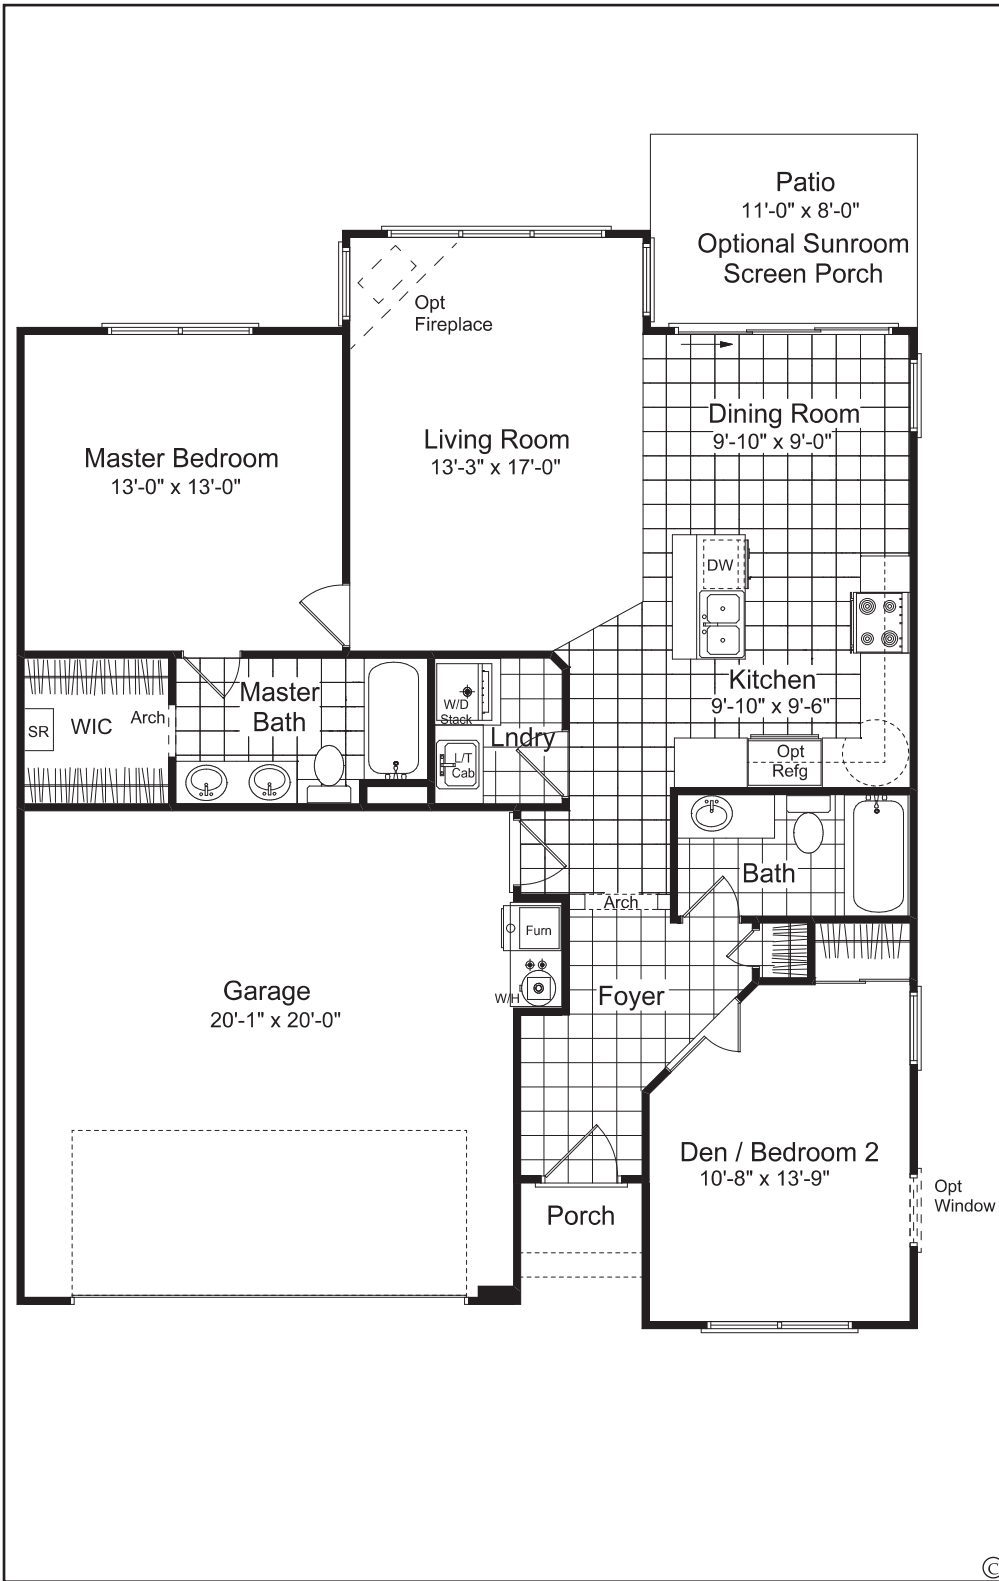 Patio
11'-0" x 8'-0"
Optional Sunroom
Screen Porch
Opt
Fireplace
Dining Room
9'-10" x 9'-0"
Living Room
13'-3" x 17'-0"
Master Bedroom
13'-0" x 13'-0"
DW
Kitchen
9'-10" x 9'-6"
Opt
Refg
Master
Bath
Arch
WIC
SR
W/D
Stack
Lndry
L/T
Cab
Bath
Arch
Furn
W/H
Foyer
Garage
20'-1" x 20'-0"
Den / Bedroom 2
10'-8" x 13'-9"
Opt
Window
Porch
©